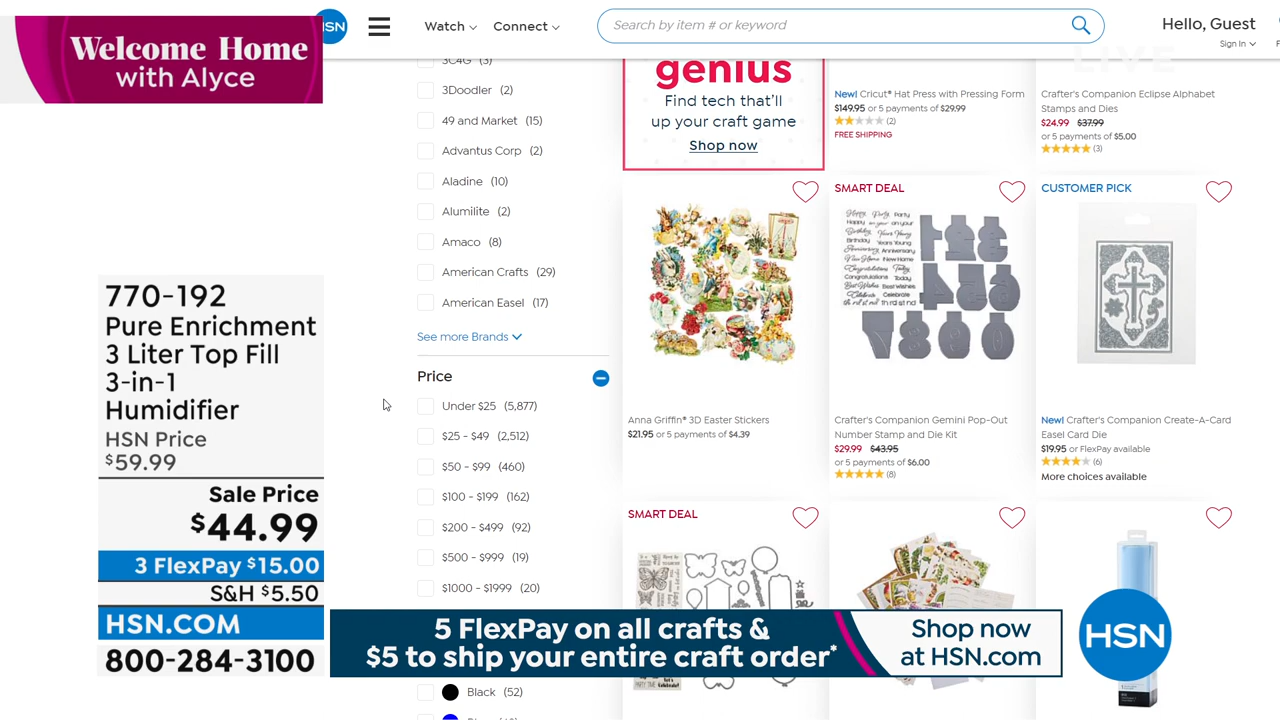 Welcome Home
with Alyce
HSN
Watch
Connect
Search by item # or keyword
Hello, Guest
Sign In
LIVE
3C4G (3)
3Doodler (2)
49 and Market (15)
Advantus Corp (2)
Aladine (10)
Alumilite (2)
Amaco (8)
American Crafts (29)
American Easel (17)
See more Brands
Price
Under $25 (5,877)
$25 - $49 (2,512)
$50 - $99 (460)
$100 - $199 (162)
$200 - $499 (92)
$500 - $999 (19)
$1000 - $1999 (20)
Black (52)
genius
Find tech that'll
up your craft game
Shop now
New! Cricut® Hat Press with Pressing Form
$149.95 or 5 payments of $29.99
(2)
FREE SHIPPING
Crafter's Companion Eclipse Alphabet
Stamps and Dies
$24.99 $37.99
or 5 payments of $5.00
(3)
Anna Griffin® 3D Easter Stickers
$21.95 or 5 payments of $4.39
SMART DEAL
Crafter's Companion Gemini Pop-Out
Number Stamp and Die Kit
$29.99 $43.95
or 5 payments of $6.00
(8)
CUSTOMER PICK
New! Crafter's Companion Create-A-Card
Easel Card Die
$19.95 or FlexPay available
(6)
More choices available
SMART DEAL
770-192
Pure Enrichment
3 Liter Top Fill
3-in-1
Humidifier
HSN Price
$59.99
Sale Price
$44.99
3 FlexPay $15.00
S&H $5.50
HSN.COM
800-284-3100
5 FlexPay on all crafts &
$5 to ship your entire craft order*
Shop now
at HSN.com
HSN